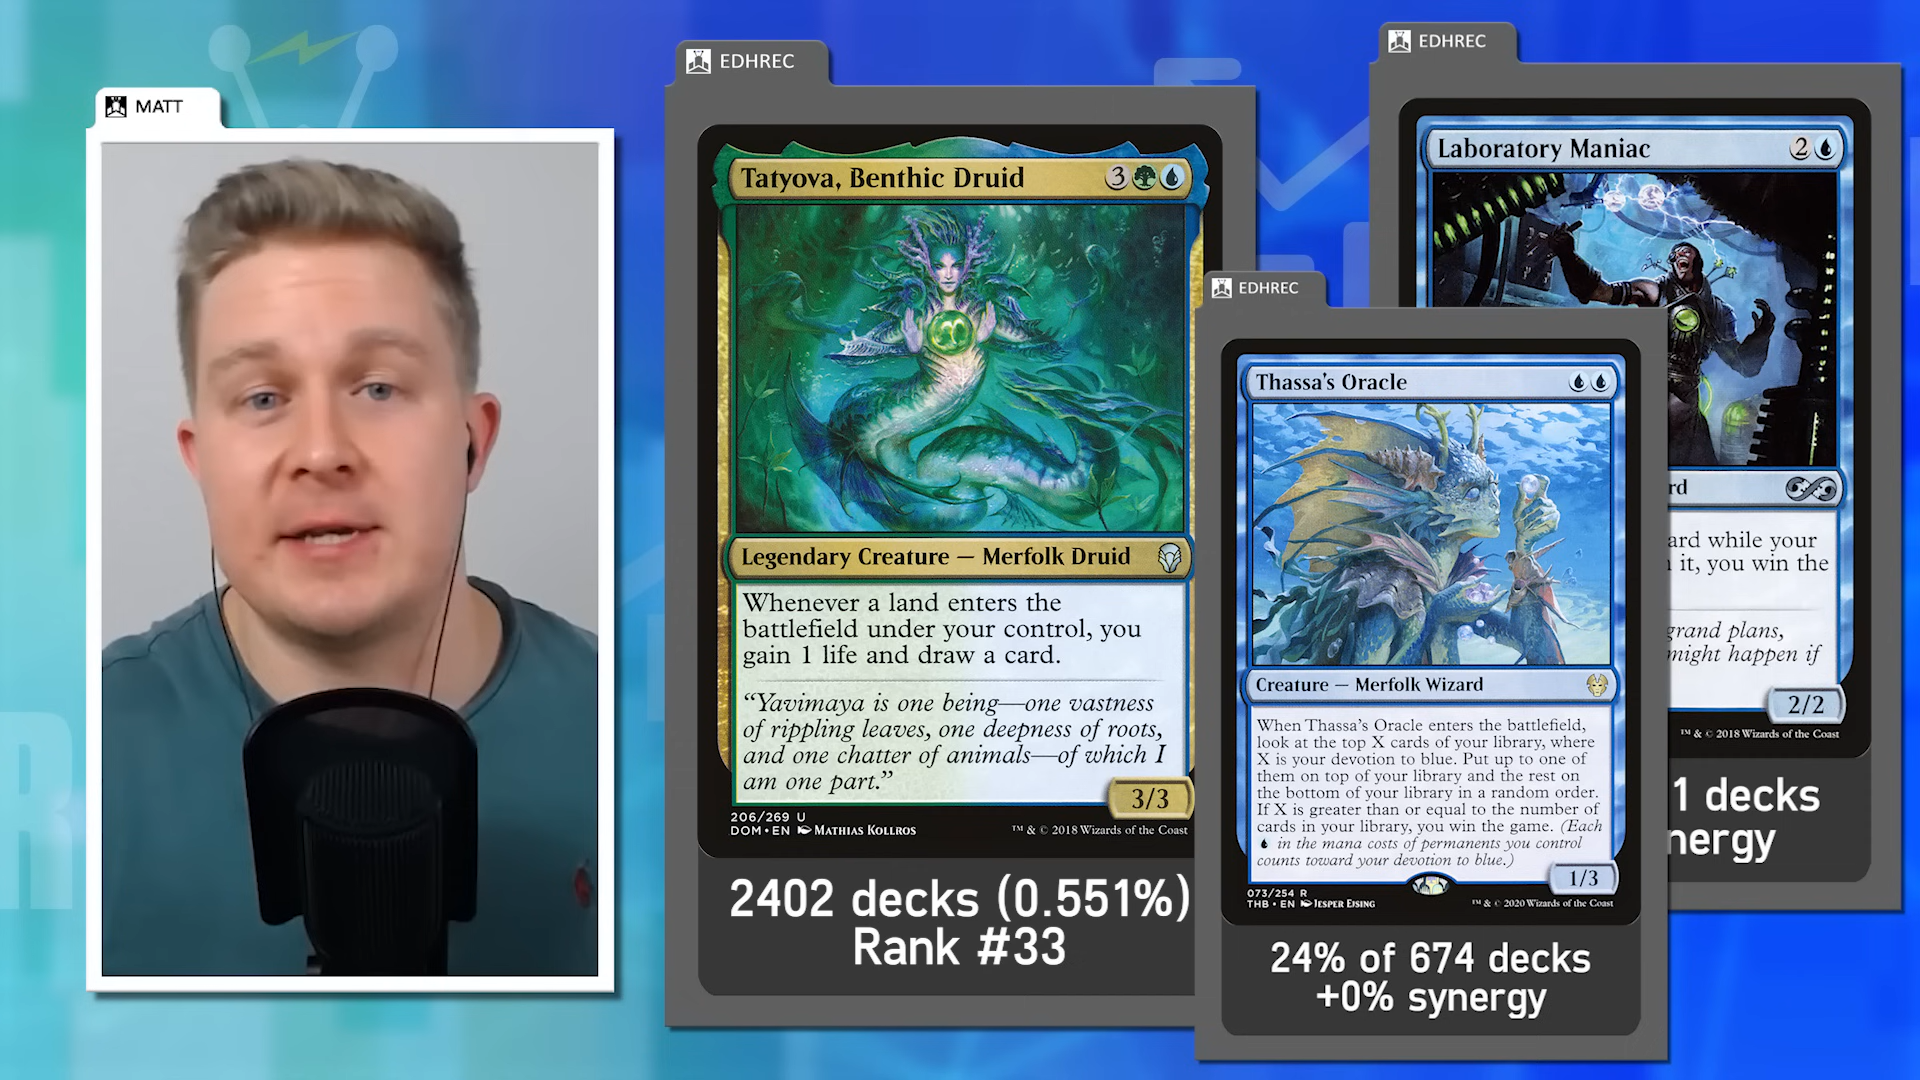 MATT
EDHREC
Tatyova, Benthic Druid 3
Legendary Creature — Merfolk Druid
Whenever a land enters the
battlefield under your control, you
gain 1 life and draw a card.
“Yavimaya is one being—one vastness
of rippling leaves, one deepness of roots,
and one chatter of animals—of which I
am one part.”
3/3
206/269 U
DOM • EN Mathias Kollros
™ & © 2018 Wizards of the Coast
2402 decks (0.551%)
Rank #33
EDHREC
Thassa's Oracle
Creature — Merfolk Wizard
When Thassa's Oracle enters the battlefield,
look at the top X cards of your library, where
X is your devotion to blue. Put up to one of
them on top of your library and the rest on
the bottom of your library in a random order.
If X is greater than or equal to the number of
cards in your library, you win the game. (Each
in the mana costs of permanents you control
counts toward your devotion to blue.)
1/3
073/254 R
THB • EN Jesper Ejsing
™ & © 2020 Wizards of the Coast
24% of 674 decks
+0% synergy
EDHREC
Laboratory Maniac 2
rd
ard while your
it, you win the
grand plans,
might happen if
2/2
™ & © 2018 Wizards of the Coast
1 decks
nergy